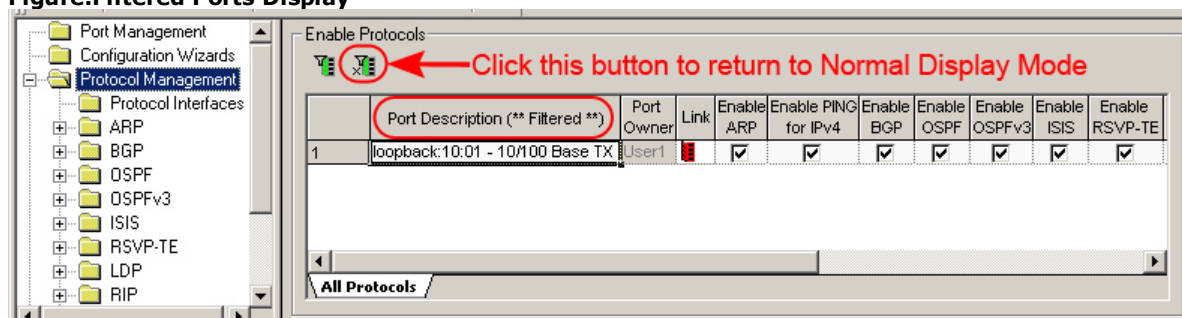 Figure:Filtered Ports Display
Port Management
Configuration Wizards
Protocol Management
Protocol Interfaces
ARP
BGP
OSPF
OSPFv3
ISIS
RSVP-TE
LDP
RIP
Enable Protocols
Click this button to return to Normal Display Mode
Port Description (** Filtered **) Port Owner Link Enable ARP Enable PING for IPv4 Enable BGP Enable OSPF Enable OSPFv3 Enable ISIS Enable RSVP-TE
1 loopback:10:01 - 10/100 Base TX User1
All Protocols